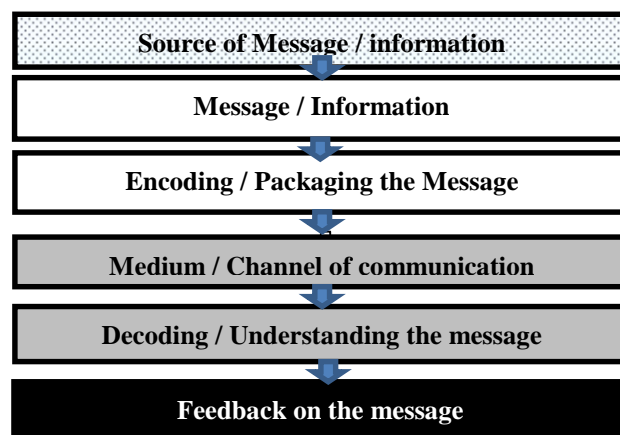 Source of Message / information
Message / Information
Encoding / Packaging the Message
Medium / Channel of communication
Decoding / Understanding the message
Feedback on the message